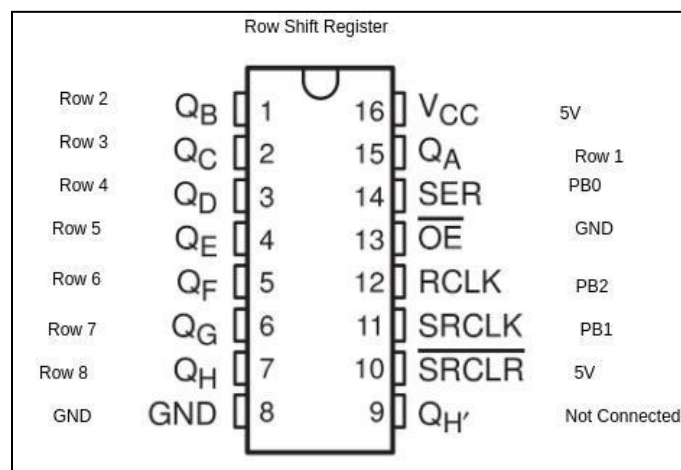 Row Shift Register
Row 2 QB 1 16 VCC 5V
Row 3 QC 2 15 QA Row 1
Row 4 QD 3 14 SER PB0
Row 5 QE 4 13 OE GND
Row 6 QF 5 12 RCLK PB2
Row 7 QG 6 11 SRCLK PB1
Row 8 QH 7 10 SRCLR 5V
GND GND 8 9 QH' Not Connected